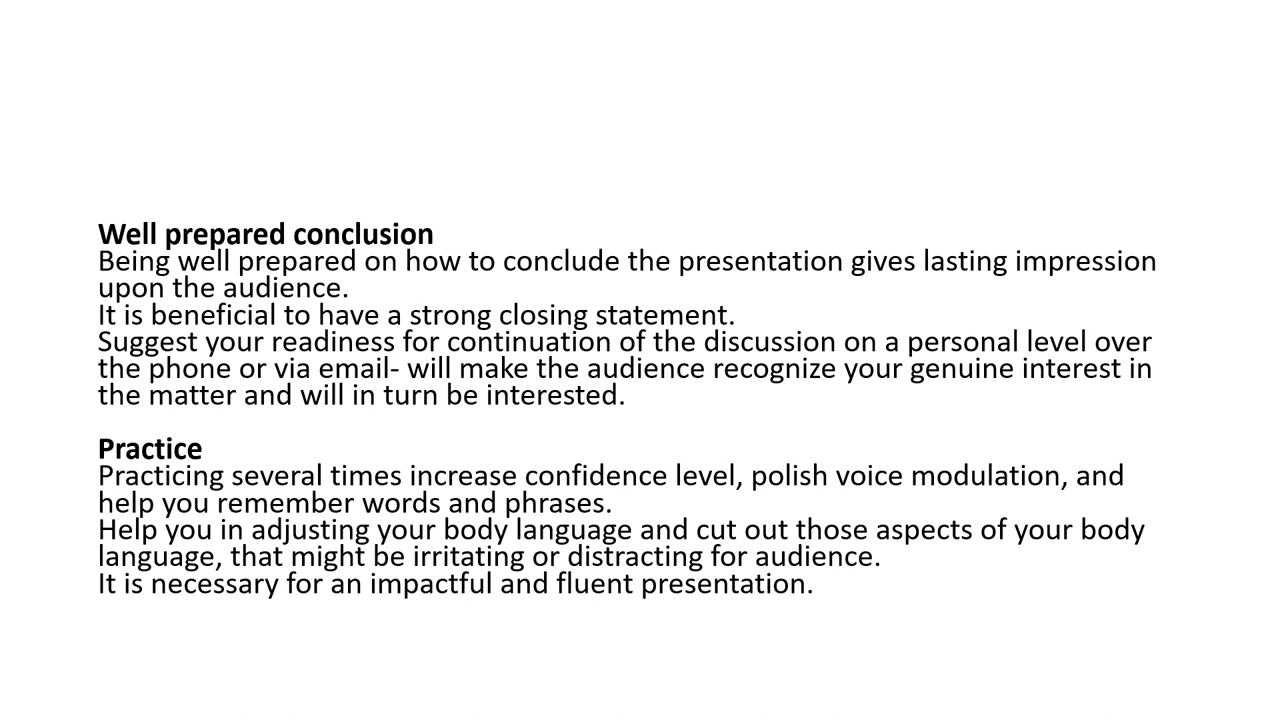 Well prepared conclusion
Being well prepared on how to conclude the presentation gives lasting impression
upon the audience.
It is beneficial to have a strong closing statement.
Suggest your readiness for continuation of the discussion on a personal level over
the phone or via email- will make the audience recognize your genuine interest in
the matter and will in turn be interested.
Practice
Practicing several times increase confidence level, polish voice modulation, and
help you remember words and phrases.
Help you in adjusting your body language and cut out those aspects of your body
language, that might be irritating or distracting for audience.
It is necessary for an impactful and fluent presentation.